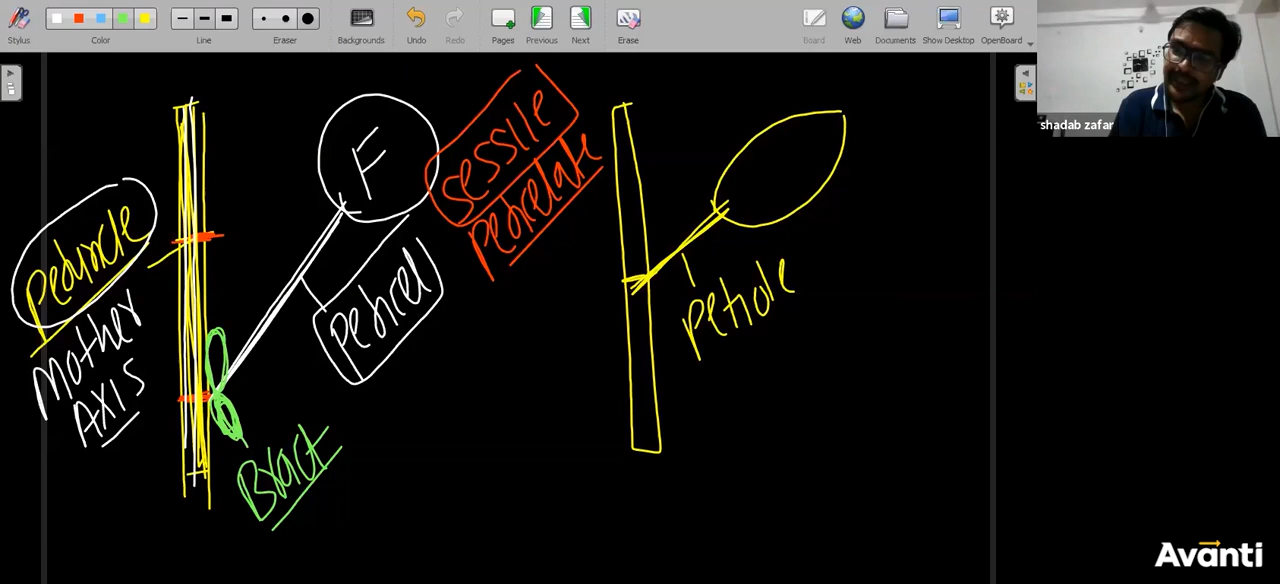 Stylus
Color
Line
Eraser
Backgrounds
Undo
Redo
Pages
Previous
Next
Erase
Board
Web
Documents
Show Desktop
OpenBoard
shadab zafar
F
Sessile
Pedicelate
Peduncle
Mother
AXIS
Pedicel
Petiole
Bract
Avanti